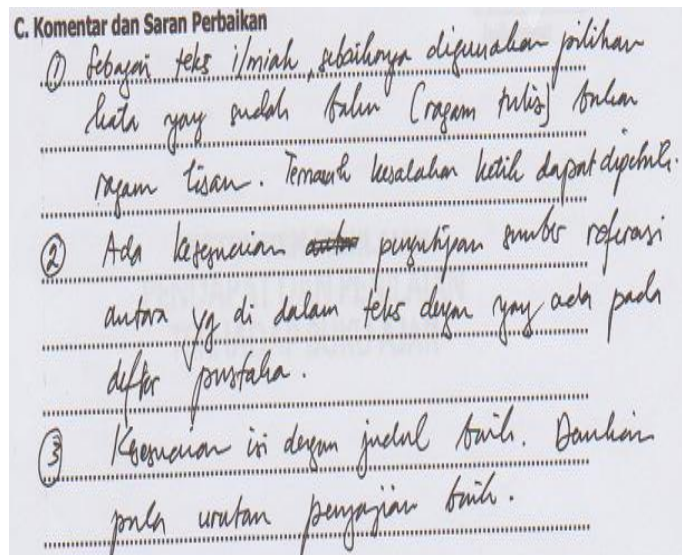 C. Komentar dan Saran Perbaikan
① Sebagai teks ilmiah, sebaiknya digunakan pilihan
kata yang sudah baku (ragam tulis) bukan
ragam lisan. Termasuk kesalahan ketik dapat diperbaiki.
② Ada kesesuaian pengutipan sumber referensi
antara yg di dalam teks dengan yang ada pada
daftar pustaka.
③ Kesesuaian isi dengan judul baik. Demikian
pula urutan penyajian baik.